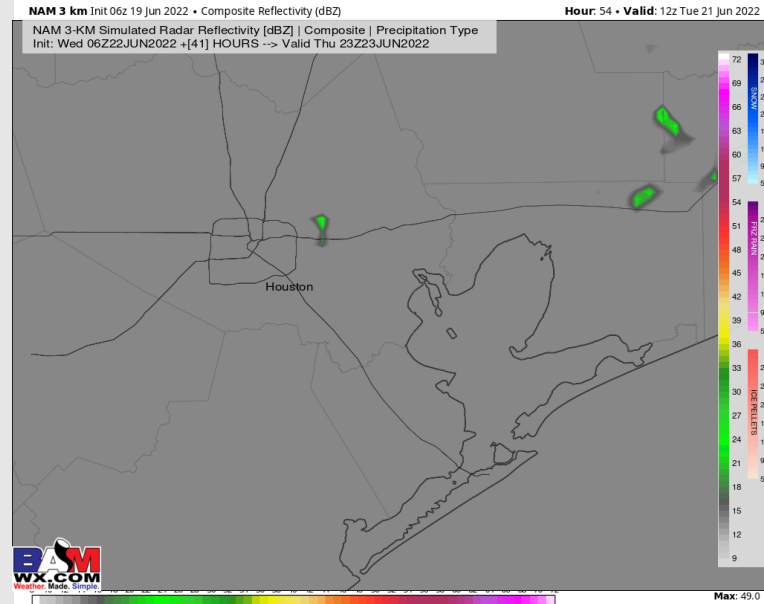 NAM 3 km Init 06z 19 Jun 2022 • Composite Reflectivity (dBZ)
Hour: 54 • Valid: 12z Tue 21 Jun 2022
NAM 3-KM Simulated Radar Reflectivity [dBZ] | Composite | Precipitation Type
Init: Wed 06Z22JUN2022 +[41] HOURS --> Valid Thu 23Z23JUN2022
Houston
72
69
66
63
60
57
54
51
48
45
42
39
36
33
30
27
24
21
18
15
12
9
SNOW
FRZ RAIN
ICE PELLETS
BAM
WX.COM
Weather. Made. Simple.
Max: 49.0